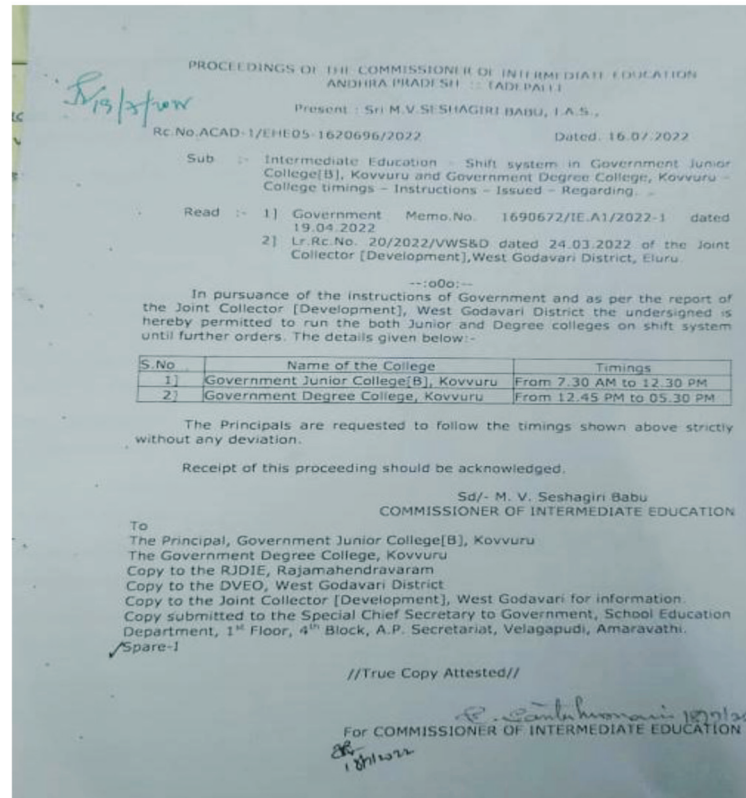 PROCEEDINGS OF THE COMMISSIONER OF INTERMEDIATE EDUCATION
ANDHRA PRADESH :: TADEPALLI
19/7/2022
Present : Sri M.V.SESHAGIRI BABU, I.A.S.,
Rc.No.ACAD-1/EHE05-1620696/2022 Dated. 16.07.2022
Sub :- Intermediate Education - Shift system in Government Junior
College[B], Kovvuru and Government Degree College, Kovvuru –
College timings – Instructions – Issued – Regarding.
Read :- 1] Government Memo.No. 1690672/IE.A1/2022-1 dated
19.04.2022
2] Lr.Rc.No. 20/2022/VWS&D dated 24.03.2022 of the Joint
Collector [Development],West Godavari District, Eluru.
--:o0o:--
In pursuance of the instructions of Government and as per the report of
the Joint Collector [Development], West Godavari District the undersigned is
hereby permitted to run the both Junior and Degree colleges on shift system
until further orders. The details given below:-
S.No Name of the College Timings
1] Government Junior College[B], Kovvuru From 7.30 AM to 12.30 PM
2] Government Degree College, Kovvuru From 12.45 PM to 05.30 PM
The Principals are requested to follow the timings shown above strictly
without any deviation.
Receipt of this proceeding should be acknowledged.
Sd/- M. V. Seshagiri Babu
COMMISSIONER OF INTERMEDIATE EDUCATION
To
The Principal, Government Junior College[B], Kovvuru
The Government Degree College, Kovvuru
Copy to the RJDIE, Rajamahendravaram
Copy to the DVEO, West Godavari District
Copy to the Joint Collector [Development], West Godavari for information.
Copy submitted to the Special Chief Secretary to Government, School Education
Department, 1st Floor, 4th Block, A.P. Secretariat, Velagapudi, Amaravathi.
Spare-1
//True Copy Attested//
For COMMISSIONER OF INTERMEDIATE EDUCATION
18/7/2022